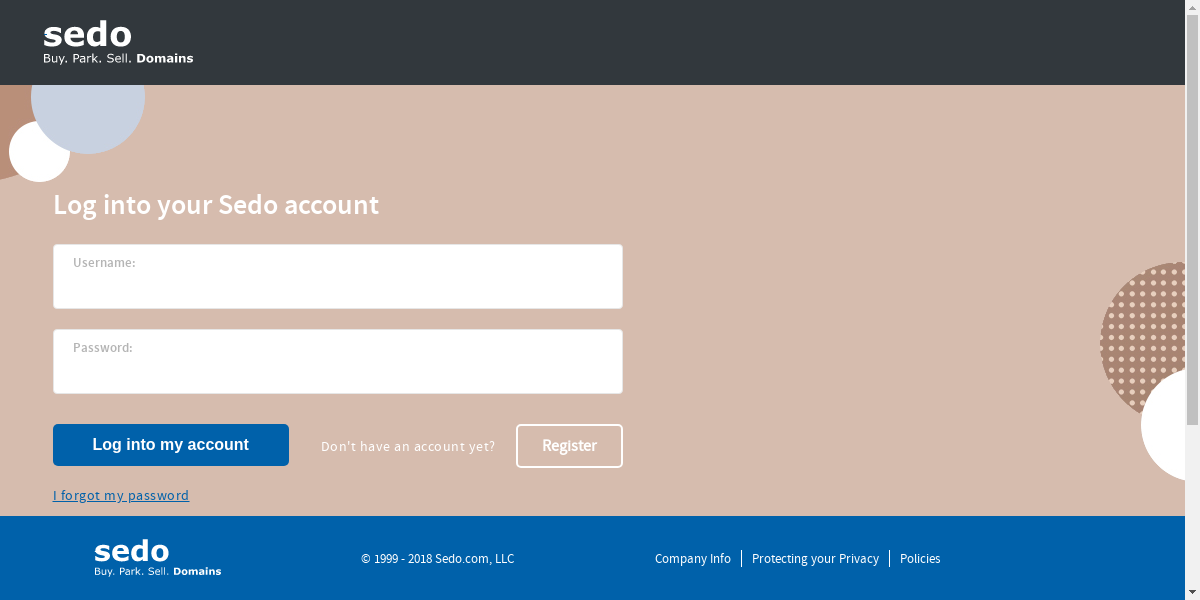 sedo
Buy. Park. Sell. Domains
Log into your Sedo account
Username:
Password:
Log into my account
Don't have an account yet?
Register
I forgot my password
sedo
Buy. Park. Sell. Domains
© 1999 - 2018 Sedo.com, LLC
Company Info
Protecting your Privacy
Policies